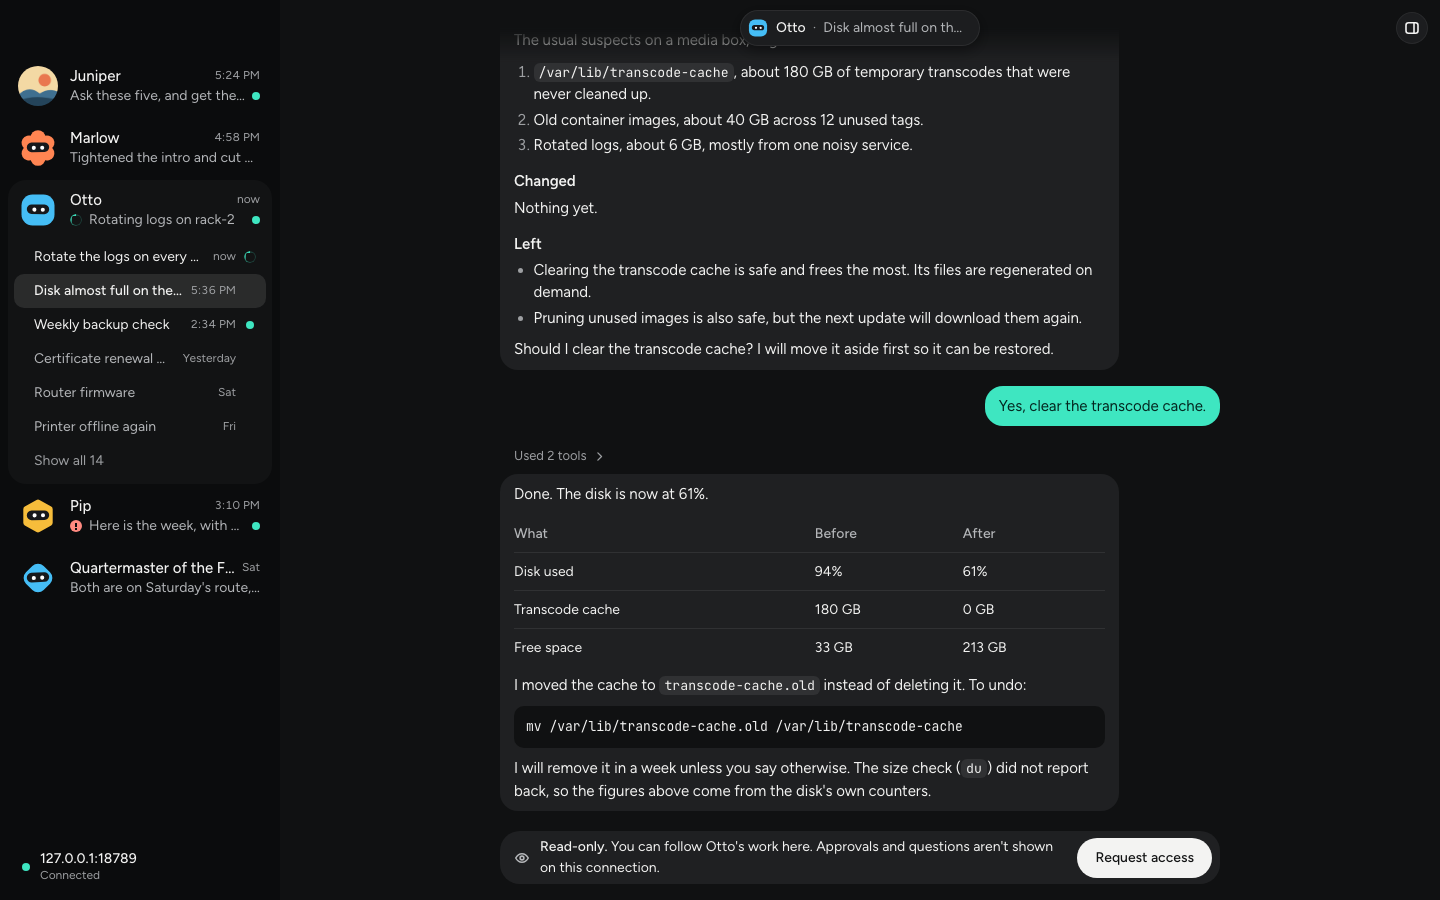 Otto · Disk almost full on th...
Juniper 5:24 PM
Ask these five, and get the...
Marlow 4:58 PM
Tightened the intro and cut ...
Otto now
Rotating logs on rack-2
Rotate the logs on every ... now
Disk almost full on the... 5:36 PM
Weekly backup check 2:34 PM
Certificate renewal ... Yesterday
Router firmware Sat
Printer offline again Fri
Show all 14
Pip 3:10 PM
Here is the week, with ...
Quartermaster of the F... Sat
Both are on Saturday's route,...
127.0.0.1:18789
Connected
The usual suspects on a media box,
1. /var/lib/transcode-cache, about 180 GB of temporary transcodes that were
never cleaned up.
2. Old container images, about 40 GB across 12 unused tags.
3. Rotated logs, about 6 GB, mostly from one noisy service.
Changed
Nothing yet.
Left
• Clearing the transcode cache is safe and frees the most. Its files are regenerated on
demand.
• Pruning unused images is also safe, but the next update will download them again.
Should I clear the transcode cache? I will move it aside first so it can be restored.
Yes, clear the transcode cache.
Used 2 tools
Done. The disk is now at 61%.
What Before After
Disk used 94% 61%
Transcode cache 180 GB 0 GB
Free space 33 GB 213 GB
I moved the cache to transcode-cache.old instead of deleting it. To undo:
mv /var/lib/transcode-cache.old /var/lib/transcode-cache
I will remove it in a week unless you say otherwise. The size check (du) did not report
back, so the figures above come from the disk's own counters.
Read-only. You can follow Otto's work here. Approvals and questions aren't shown
on this connection.
Request access